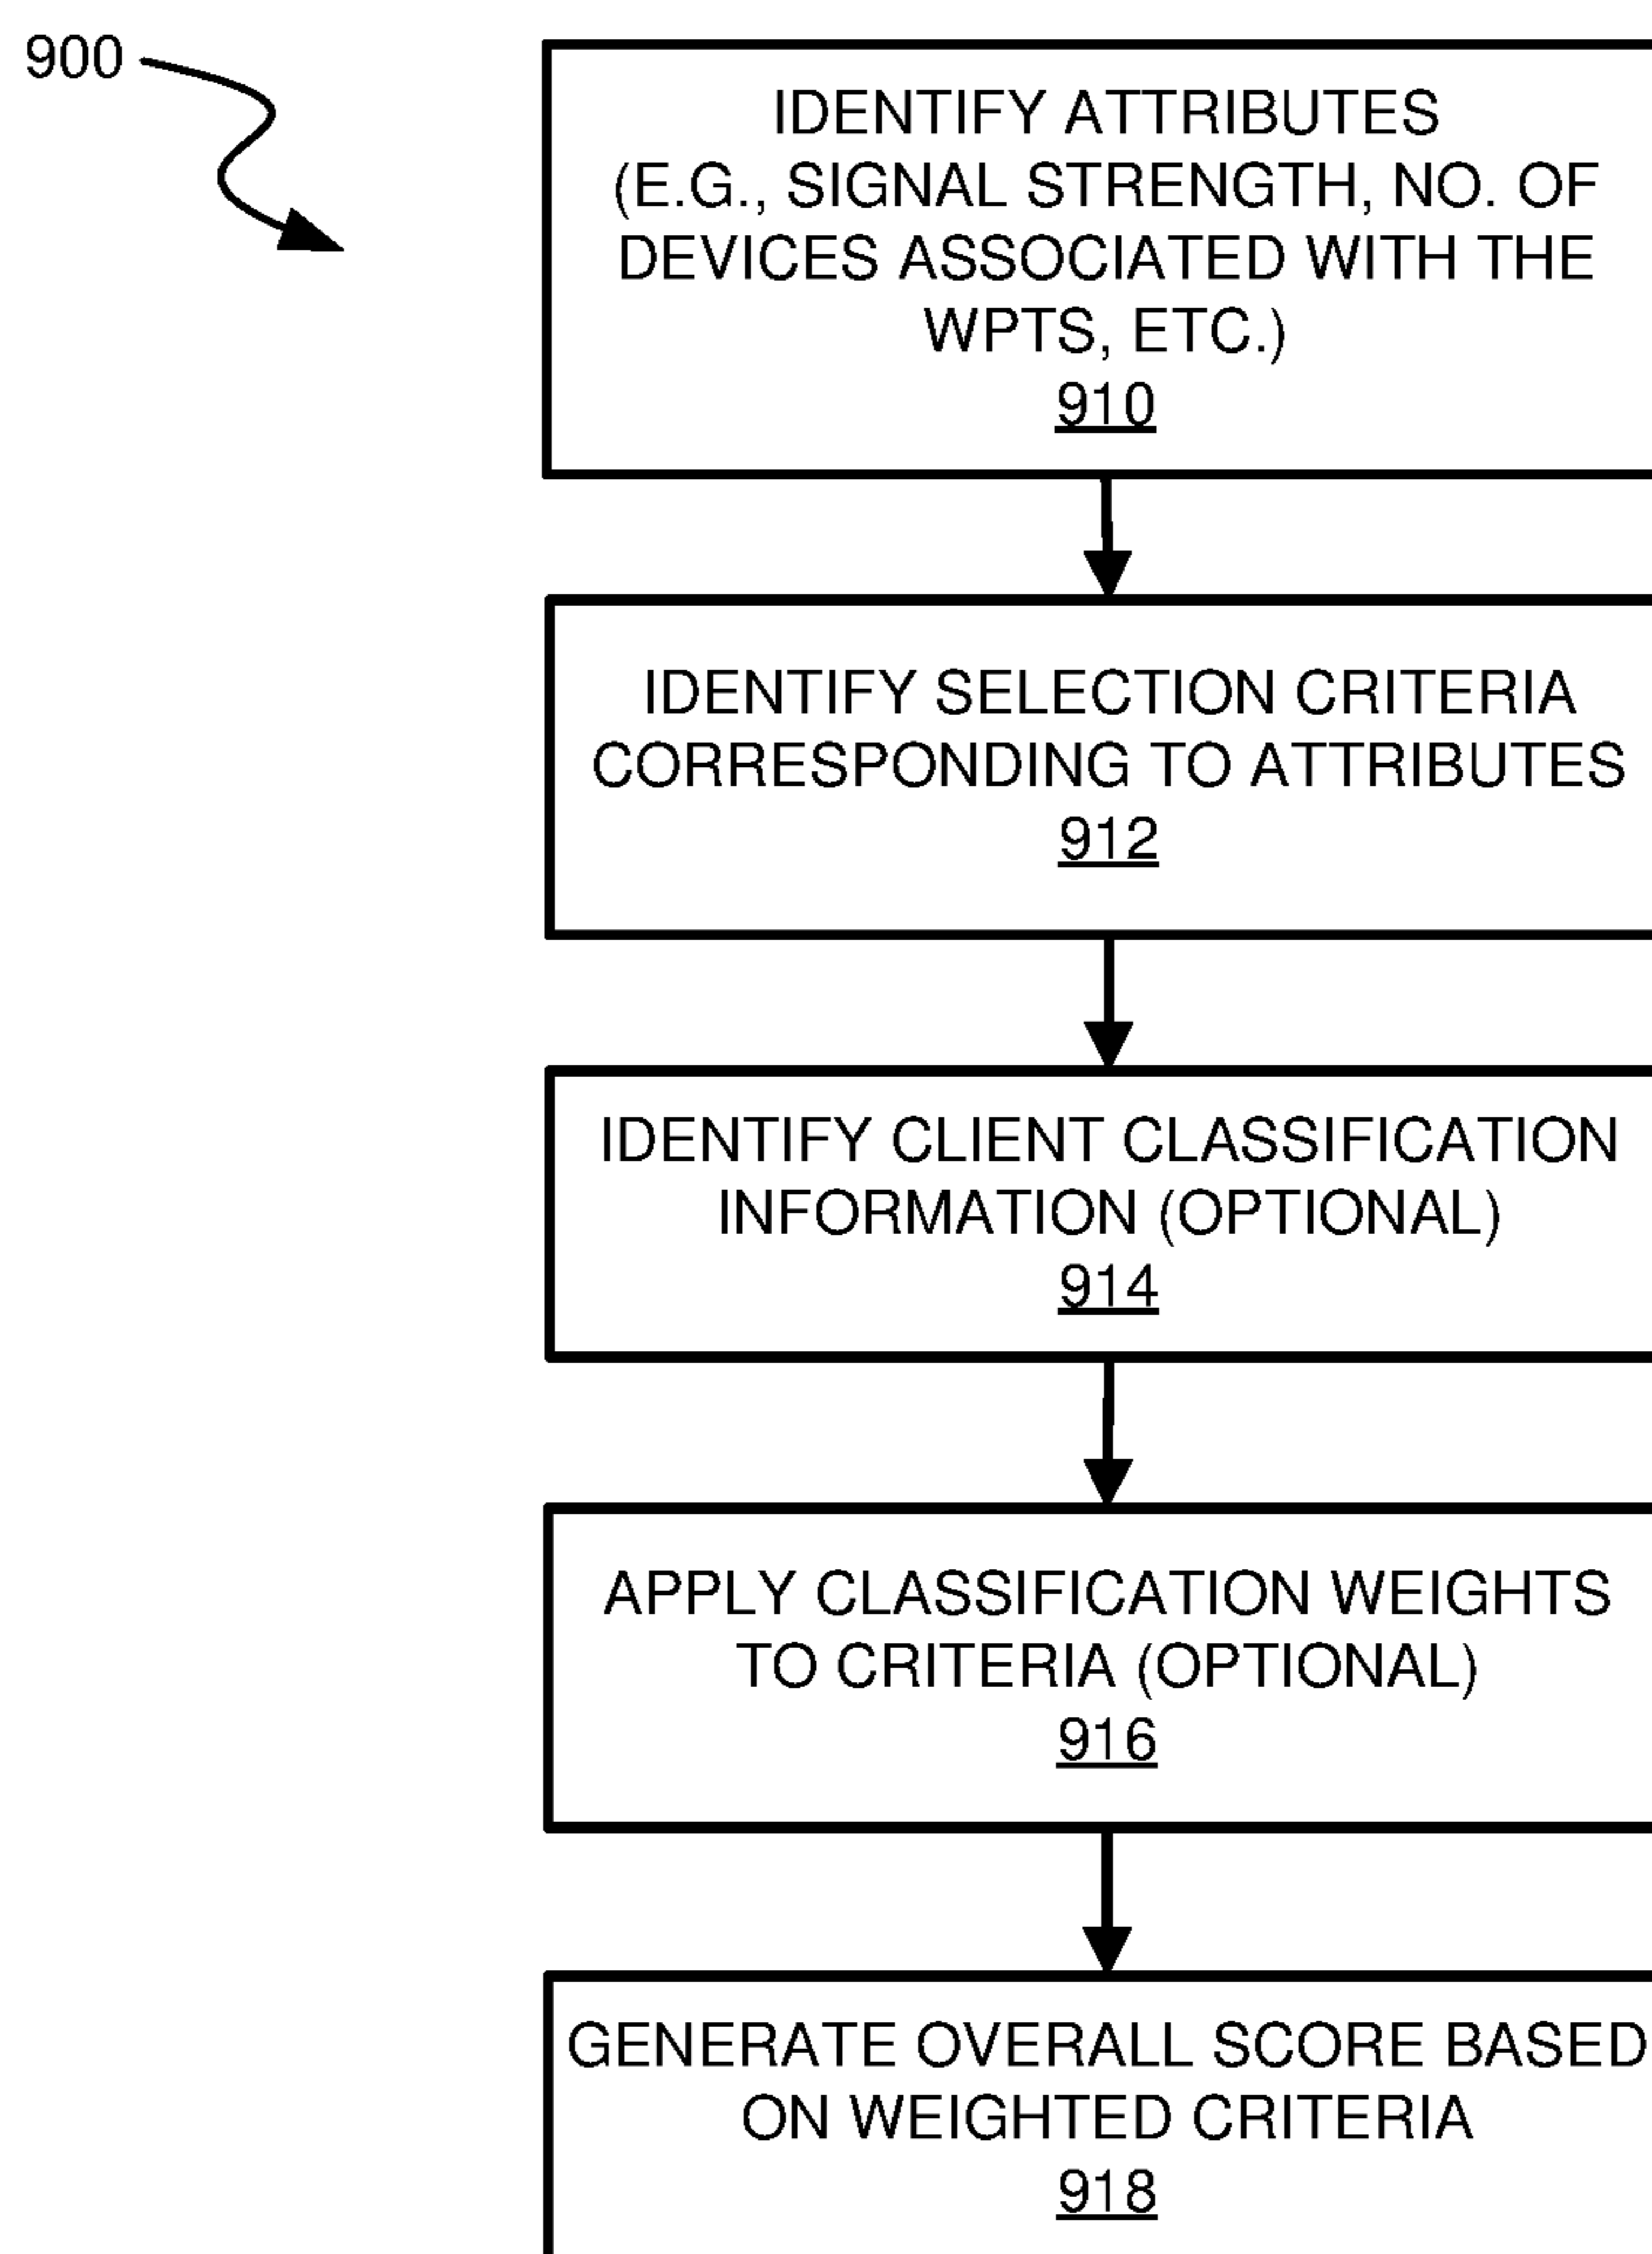 900
IDENTIFY ATTRIBUTES
(E.G., SIGNAL STRENGTH, NO. OF
DEVICES ASSOCIATED WITH THE
WPTS, ETC.)
910
IDENTIFY SELECTION CRITERIA
CORRESPONDING TO ATTRIBUTES
912
IDENTIFY CLIENT CLASSIFICATION
INFORMATION (OPTIONAL)
914
APPLY CLASSIFICATION WEIGHTS
TO CRITERIA (OPTIONAL)
916
GENERATE OVERALL SCORE BASED
ON WEIGHTED CRITERIA
918